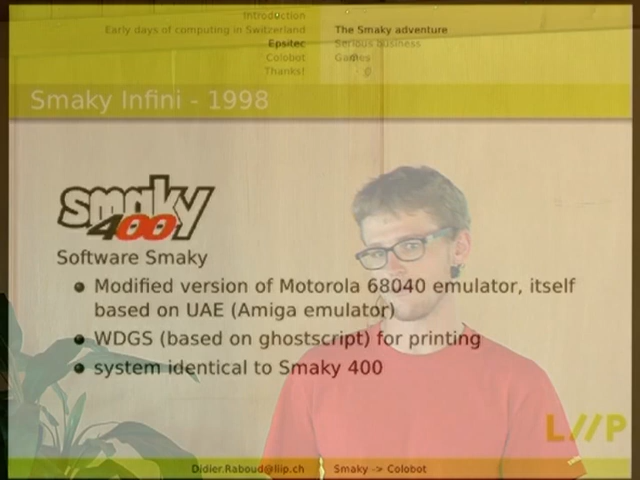 Introduction
Early days of computing in Switzerland
Epsitec
Colobot
Thanks!
The Smaky adventure
Serious business
Games
Smaky Infini - 1998
smaky
400
Software Smaky
Modified version of Motorola 68040 emulator, itself
based on UAE (Amiga emulator)
WDGS (based on ghostscript) for printing
system identical to Smaky 400
L//P
Didier.Raboud@liip.ch
Smaky -> Colobot